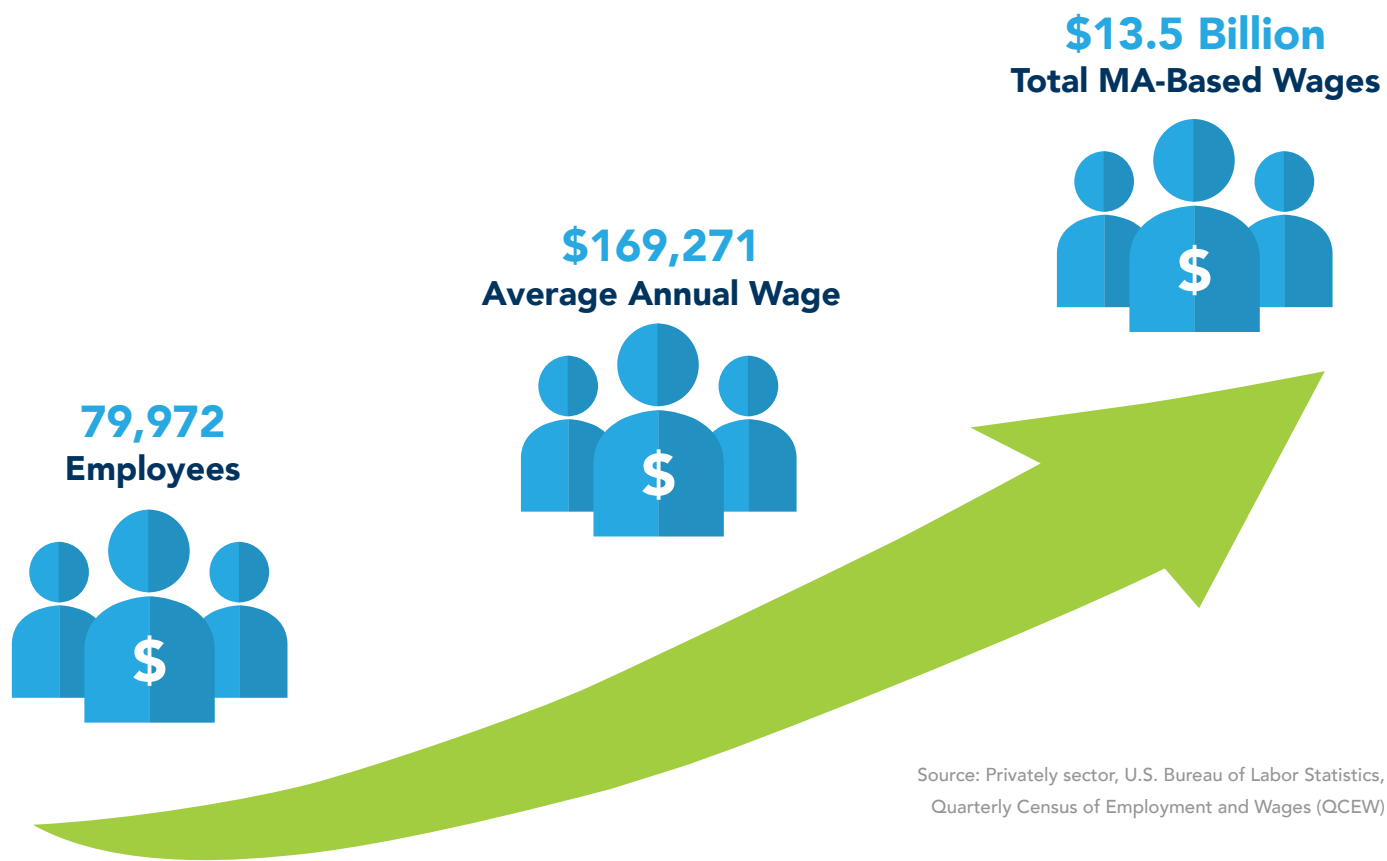 $13.5 Billion
Total MA-Based Wages
$
$169,271
Average Annual Wage
$
79,972
Employees
$
Source: Privately sector, U.S. Bureau of Labor Statistics,
Quarterly Census of Employment and Wages (QCEW)